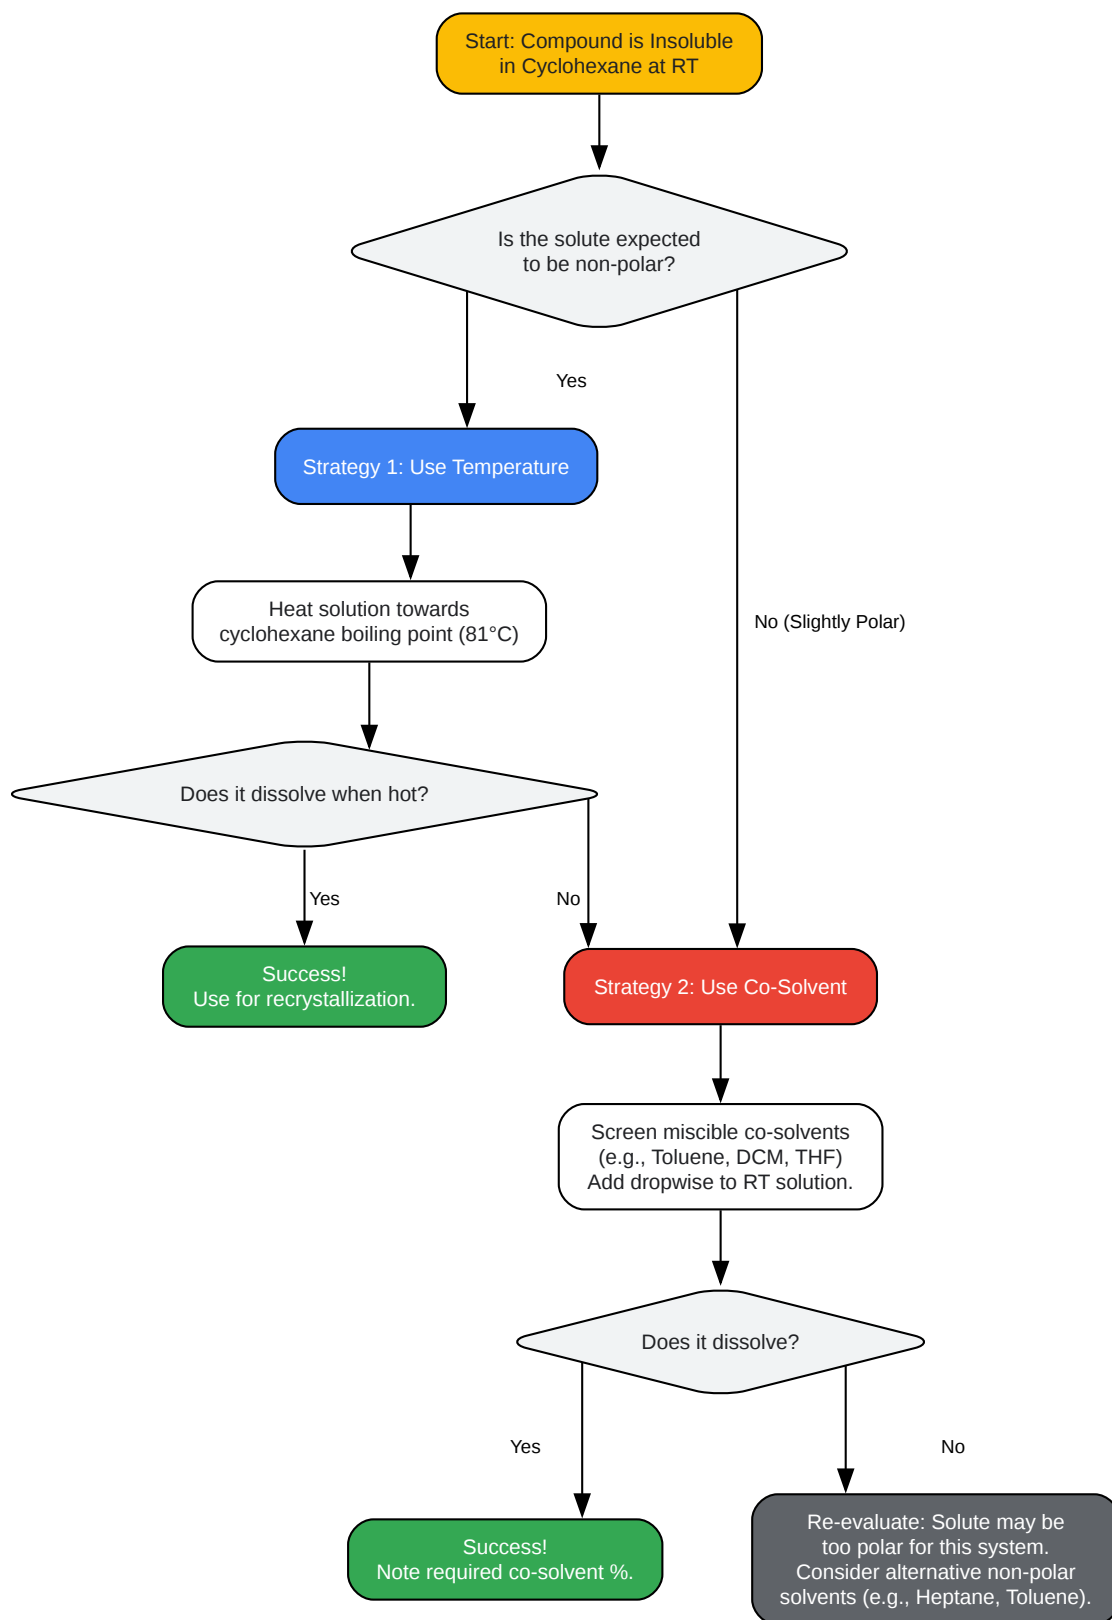 Start: Compound is Insoluble
in Cyclohexane at RT
Is the solute expected
to be non-polar?
Yes
Strategy 1: Use Temperature
Heat solution towards
cyclohexane boiling point (81°C)
No (Slightly Polar)
Does it dissolve when hot?
Yes
No
Success!
Use for recrystallization.
Strategy 2: Use Co-Solvent
Screen miscible co-solvents
(e.g., Toluene, DCM, THF)
Add dropwise to RT solution.
Does it dissolve?
Yes
No
Success!
Note required co-solvent %.
Re-evaluate: Solute may be
too polar for this system.
Consider alternative non-polar
solvents (e.g., Heptane, Toluene).